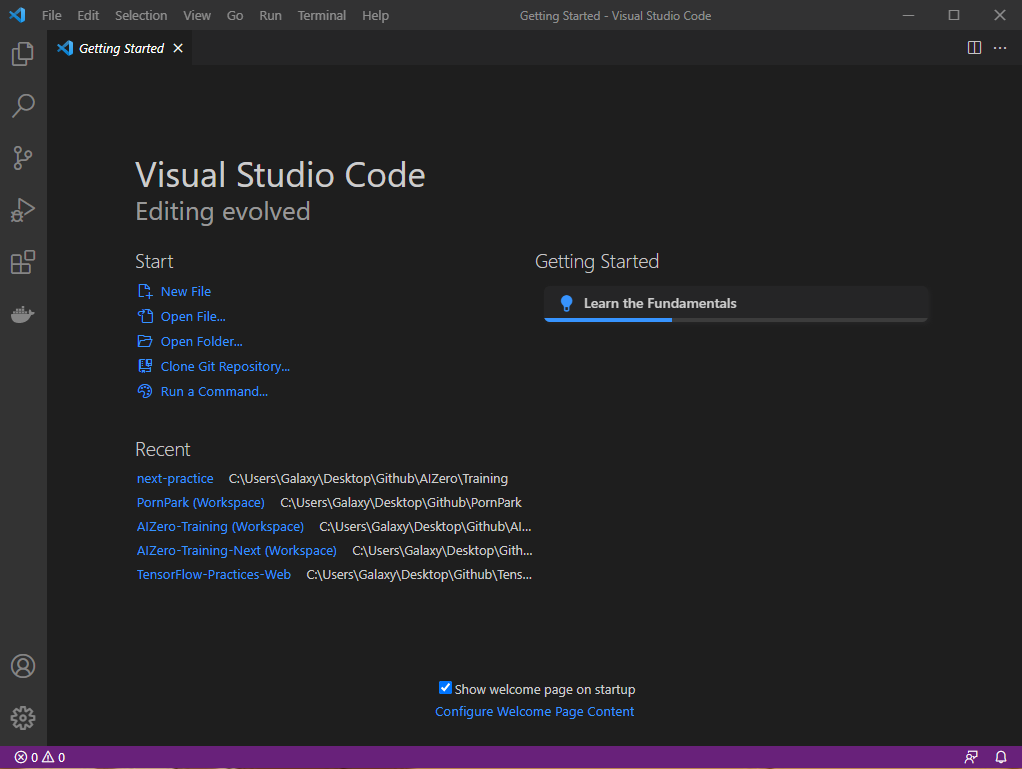 File Edit Selection View Go Run Terminal Help Getting Started - Visual Studio Code
Getting Started
Visual Studio Code
Editing evolved
Start
New File
Open File...
Open Folder...
Clone Git Repository...
Run a Command...
Recent
next-practice C:\Users\Galaxy\Desktop\Github\AIZero\Training
PornPark (Workspace) C:\Users\Galaxy\Desktop\Github\PornPark
AIZero-Training (Workspace) C:\Users\Galaxy\Desktop\Github\AI...
AIZero-Training-Next (Workspace) C:\Users\Galaxy\Desktop\Gith...
TensorFlow-Practices-Web C:\Users\Galaxy\Desktop\Github\Tens...
Getting Started
Learn the Fundamentals
Show welcome page on startup
Configure Welcome Page Content
0 0